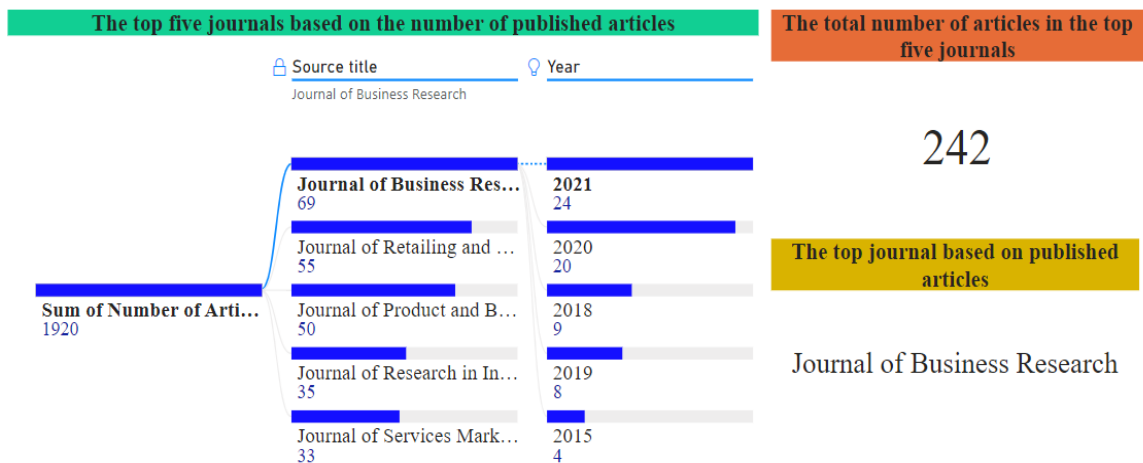 The top five journals based on the number of published articles
Source title
Year
Journal of Business Research
Sum of Number of Arti...
1920
Journal of Business Res...
69
Journal of Retailing and ...
55
Journal of Product and B...
50
Journal of Research in In...
35
Journal of Services Mark...
33
2021
24
2020
20
2018
9
2019
8
2015
4
The total number of articles in the top
five journals
242
The top journal based on published
articles
Journal of Business Research